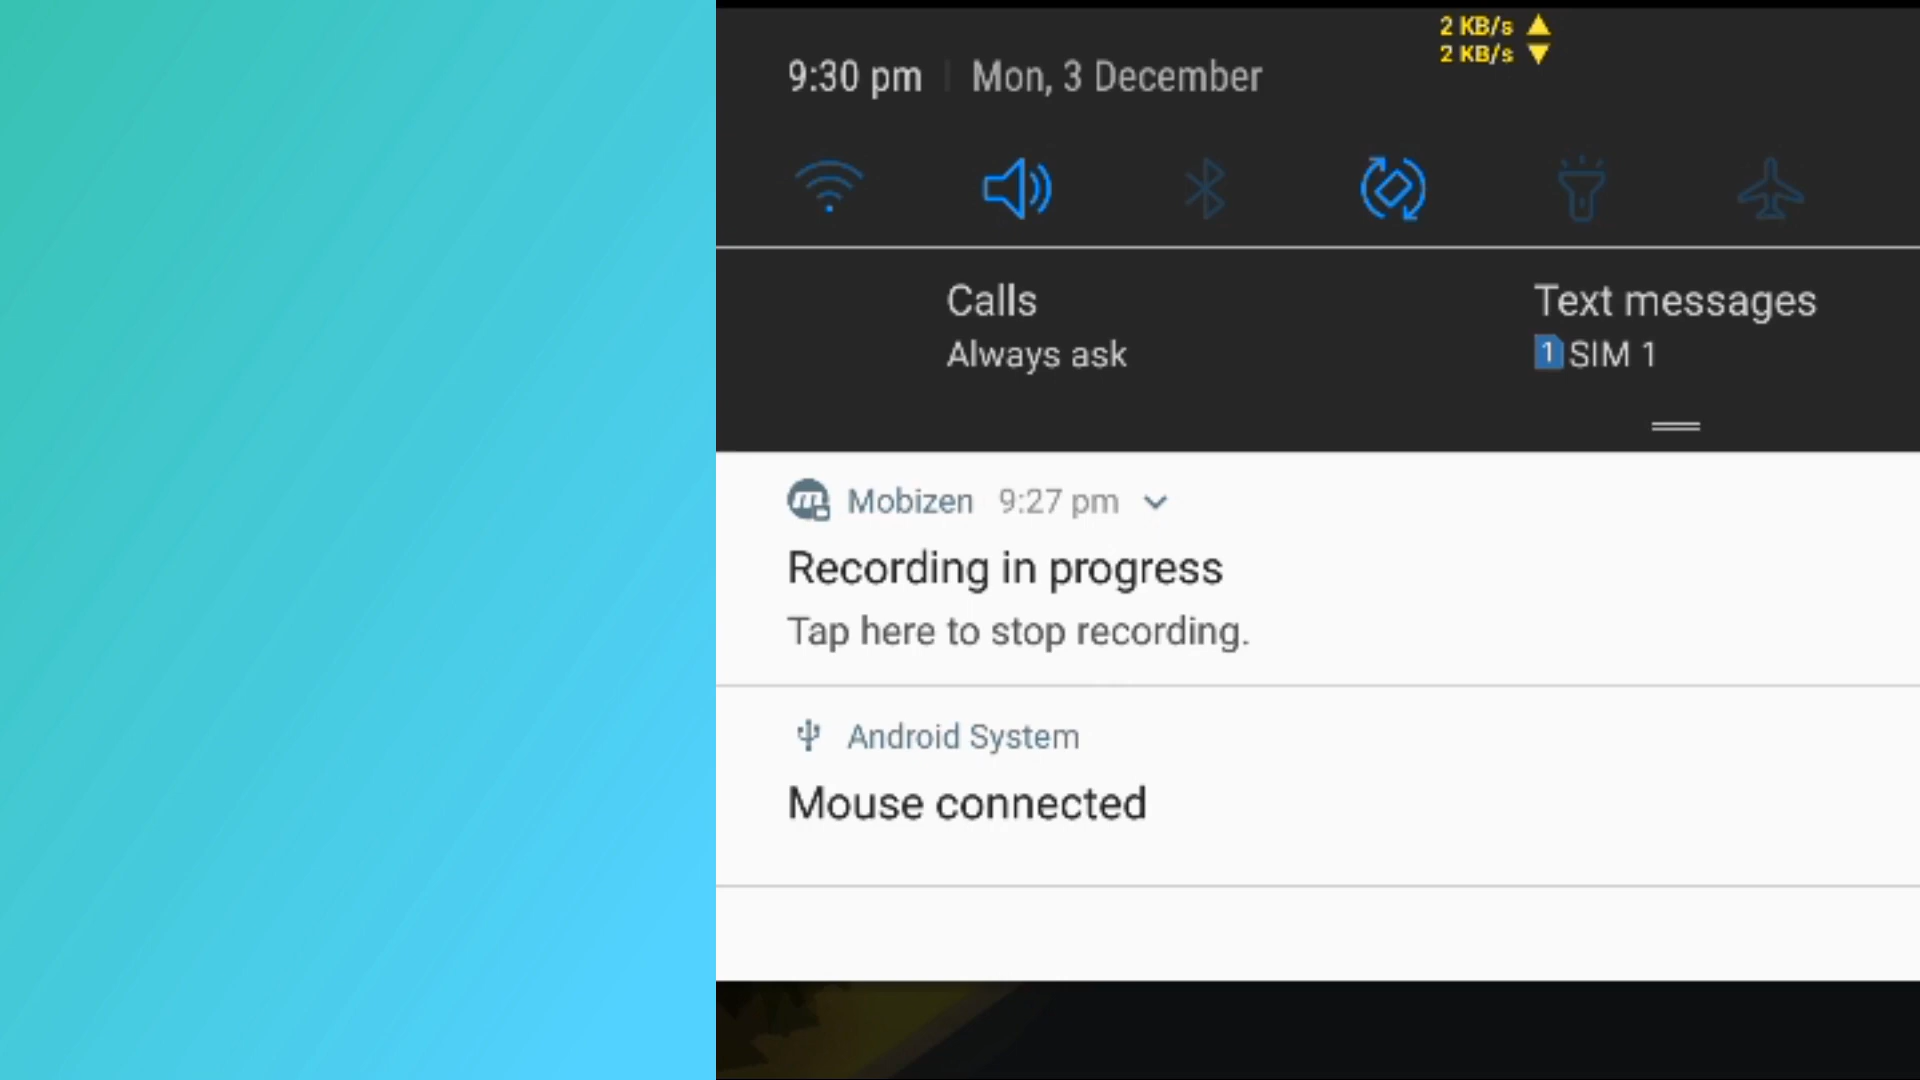 2 KB/s
2 KB/s
9:30 pm Mon, 3 December
Calls
Always ask
Text messages
1 SIM 1
Mobizen 9:27 pm
Recording in progress
Tap here to stop recording.
Android System
Mouse connected